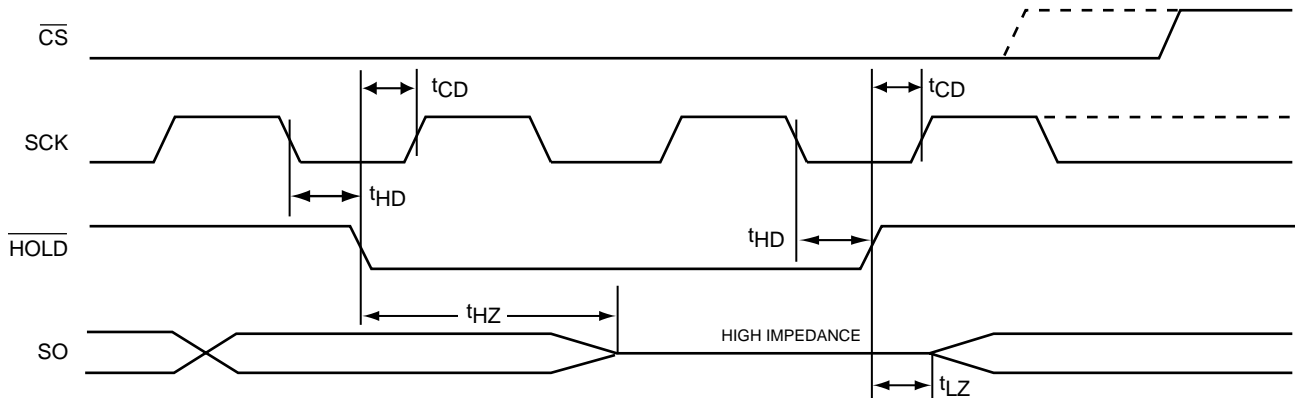 CS
tCD
tCD
SCK
tHD
HOLD
tHD
tHZ
HIGH IMPEDANCE
SO
tLZ